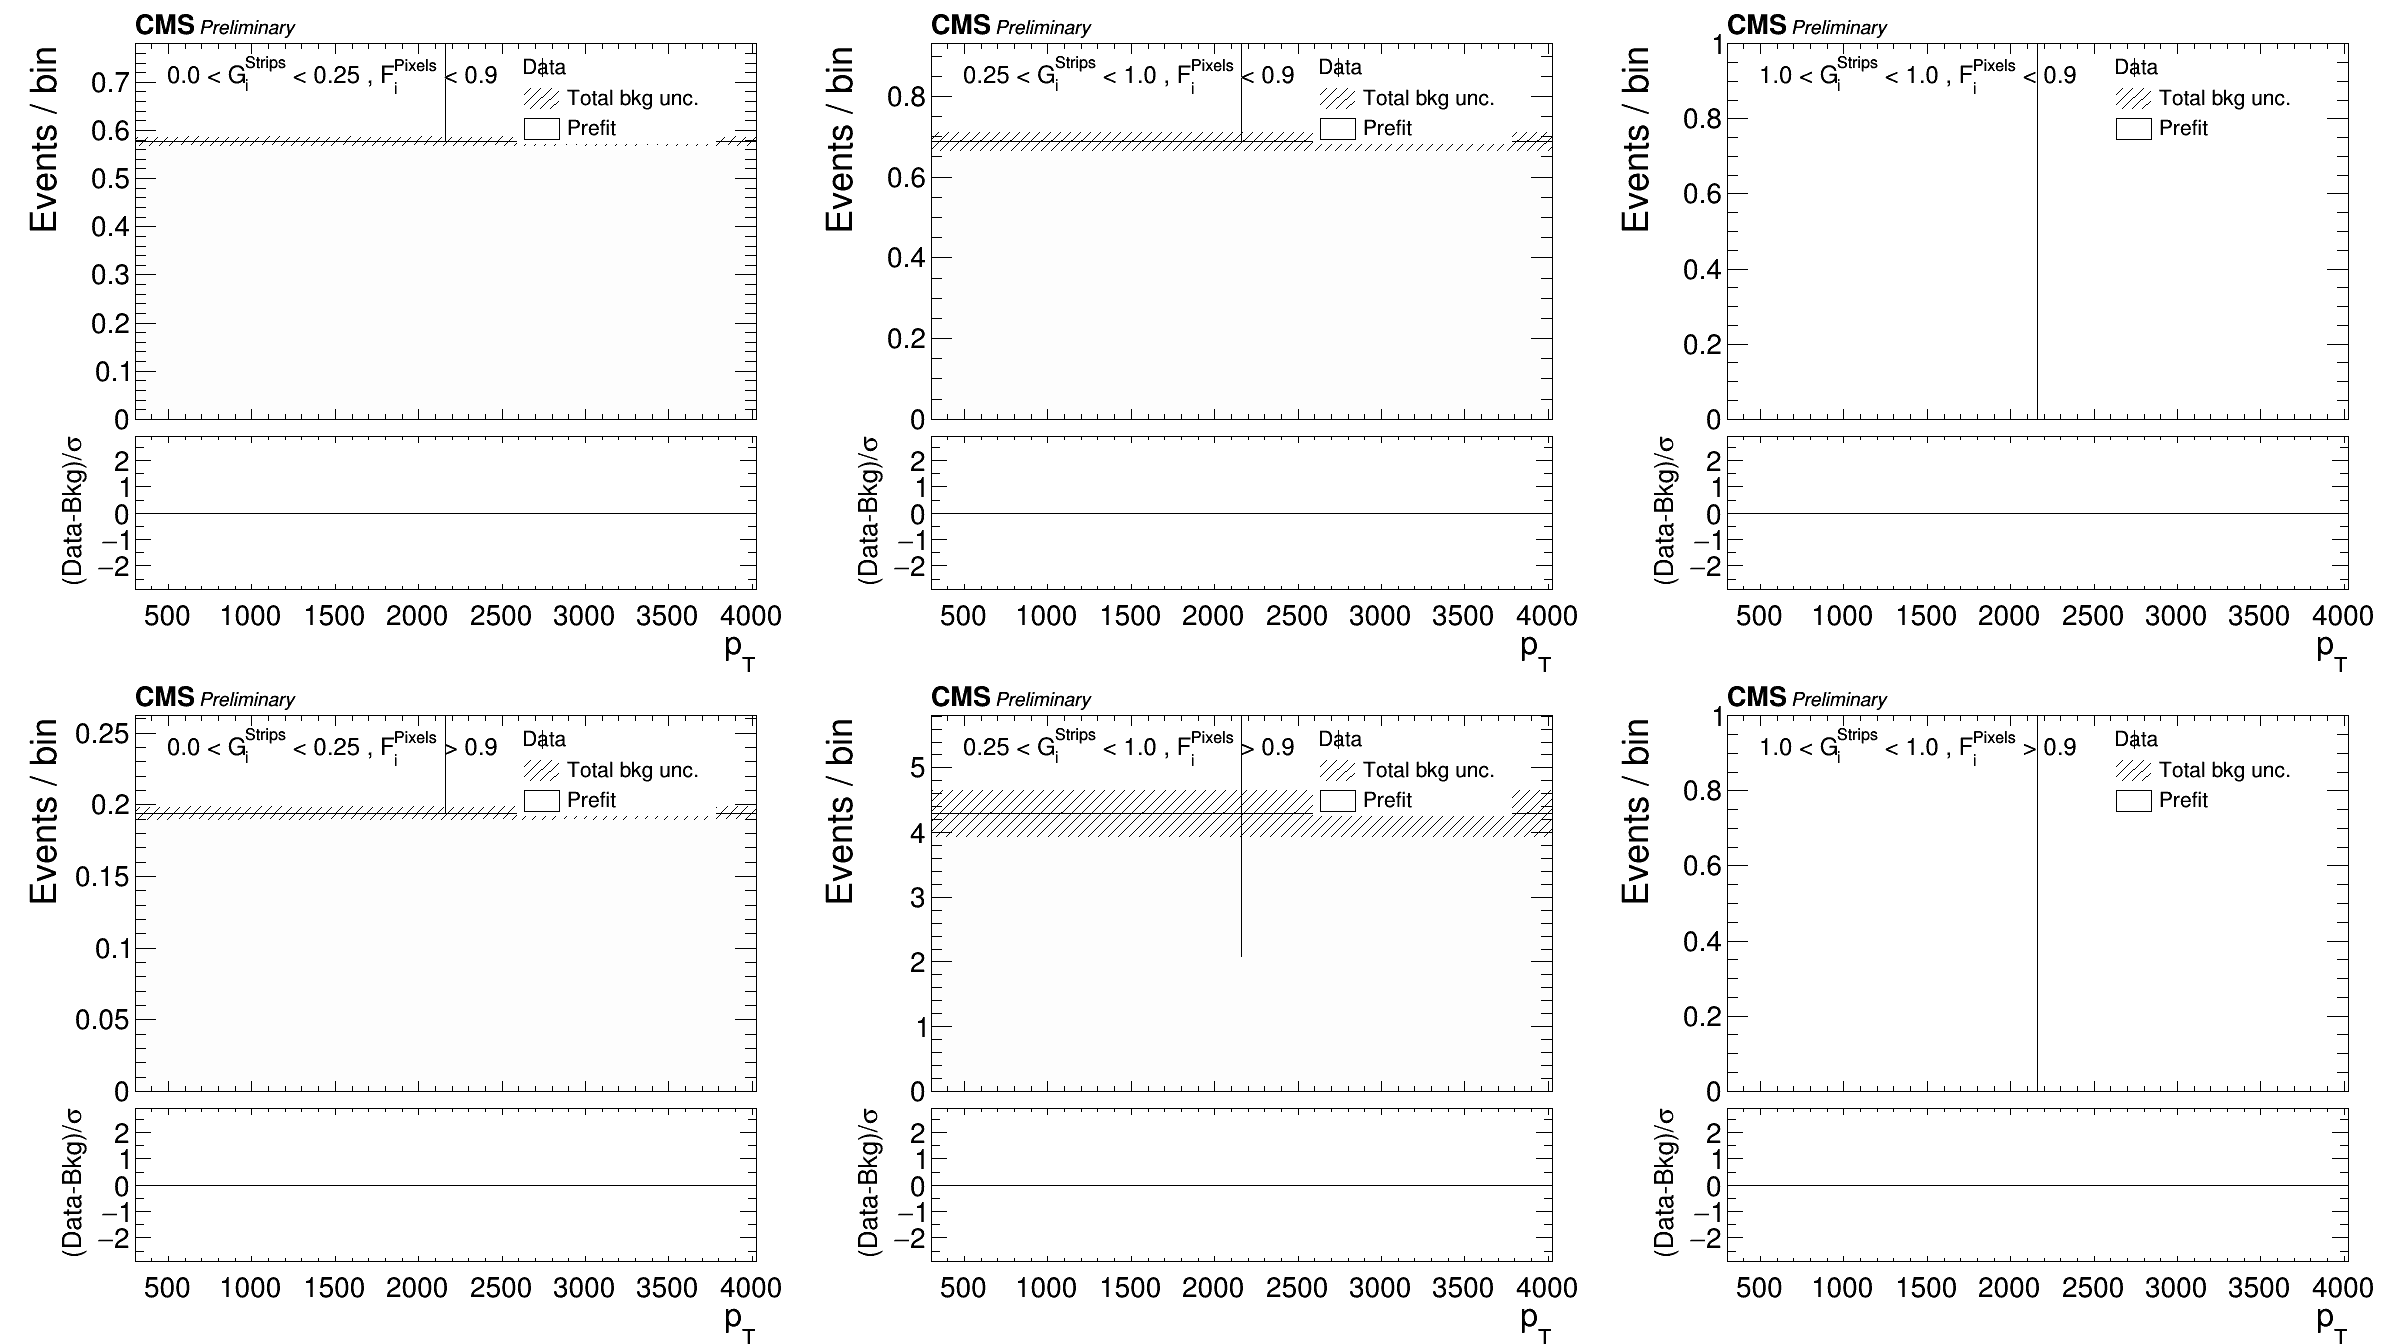 CMS Preliminary
Events / bin
0.0 < G_i^Strips < 0.25 , F_i^Pixels < 0.9
Data
Total bkg unc.
Prefit
0.7
0.6
0.5
0.4
0.3
0.2
0.1
0
(Data-Bkg)/σ
2
1
0
−1
−2
500 1000 1500 2000 2500 3000 3500 4000
p_T
CMS Preliminary
Events / bin
0.25 < G_i^Strips < 1.0 , F_i^Pixels < 0.9
Data
Total bkg unc.
Prefit
0.8
0.6
0.4
0.2
0
(Data-Bkg)/σ
2
1
0
−1
−2
500 1000 1500 2000 2500 3000 3500 4000
p_T
CMS Preliminary
Events / bin
1.0 < G_i^Strips < 1.0 , F_i^Pixels < 0.9
Data
Total bkg unc.
Prefit
1
0.8
0.6
0.4
0.2
0
(Data-Bkg)/σ
2
1
0
−1
−2
500 1000 1500 2000 2500 3000 3500 4000
p_T
CMS Preliminary
Events / bin
0.0 < G_i^Strips < 0.25 , F_i^Pixels > 0.9
Data
Total bkg unc.
Prefit
0.25
0.2
0.15
0.1
0.05
0
(Data-Bkg)/σ
2
1
0
−1
−2
500 1000 1500 2000 2500 3000 3500 4000
p_T
CMS Preliminary
Events / bin
0.25 < G_i^Strips < 1.0 , F_i^Pixels > 0.9
Data
Total bkg unc.
Prefit
5
4
3
2
1
0
(Data-Bkg)/σ
2
1
0
−1
−2
500 1000 1500 2000 2500 3000 3500 4000
p_T
CMS Preliminary
Events / bin
1.0 < G_i^Strips < 1.0 , F_i^Pixels > 0.9
Data
Total bkg unc.
Prefit
1
0.8
0.6
0.4
0.2
0
(Data-Bkg)/σ
2
1
0
−1
−2
500 1000 1500 2000 2500 3000 3500 4000
p_T